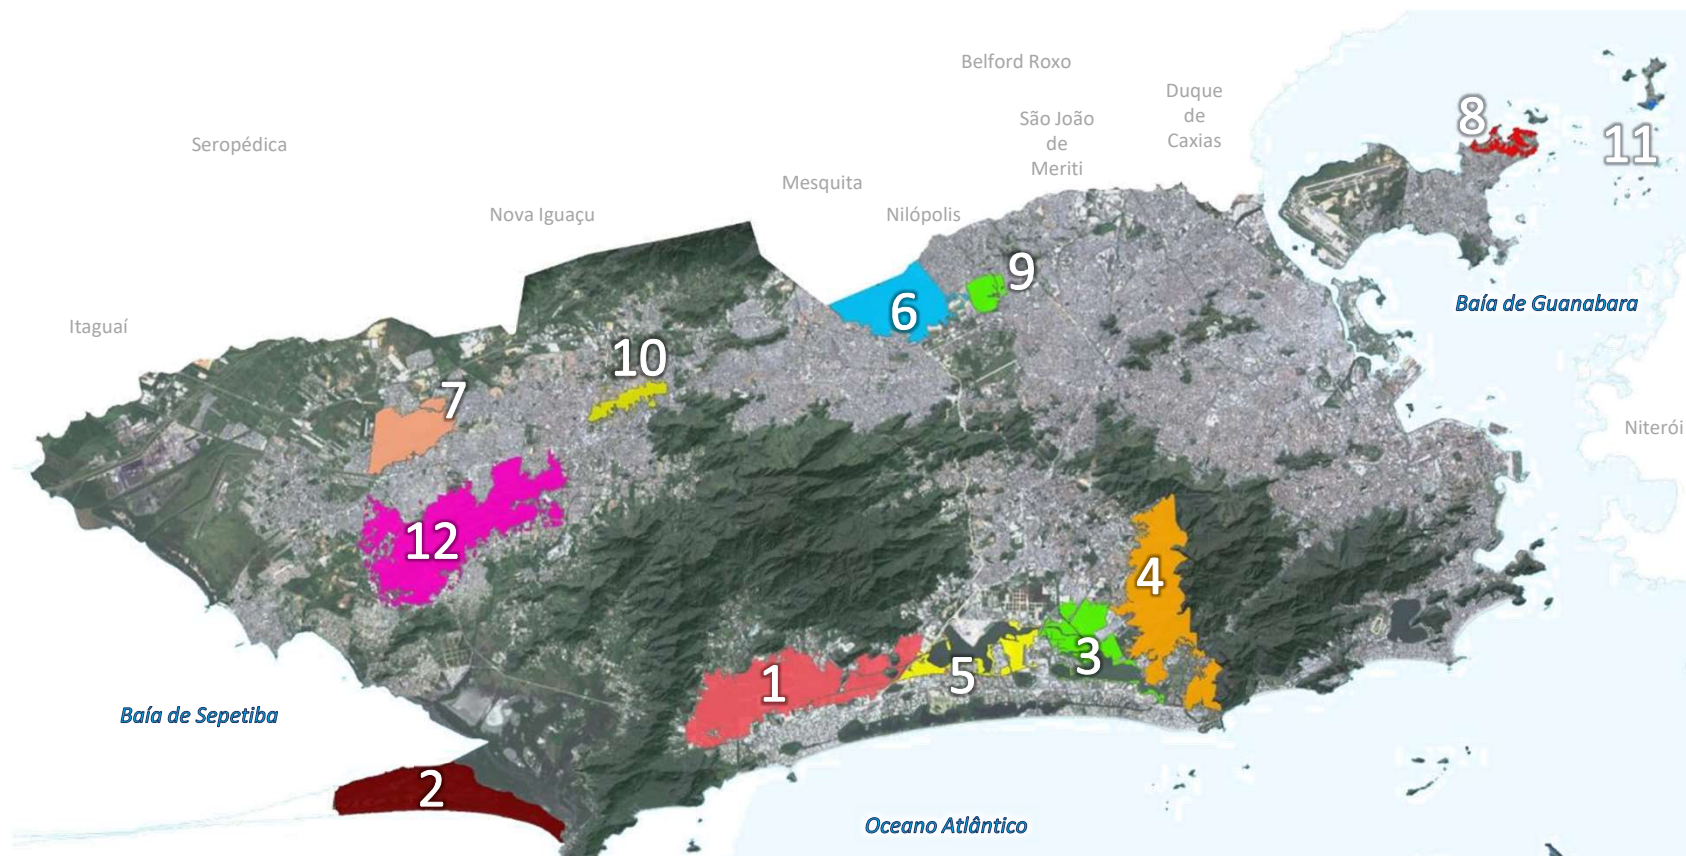 Belford Roxo
Duque
de
Caxias
São João
de
Meriti
Seropédica
Mesquita
Nova Iguaçu
Nilópolis
Itaguaí
8
11
9
6
10
7
Baía de Guanabara
Niterói
12
4
3
5
1
Baía de Sepetiba
2
Oceano Atlântico